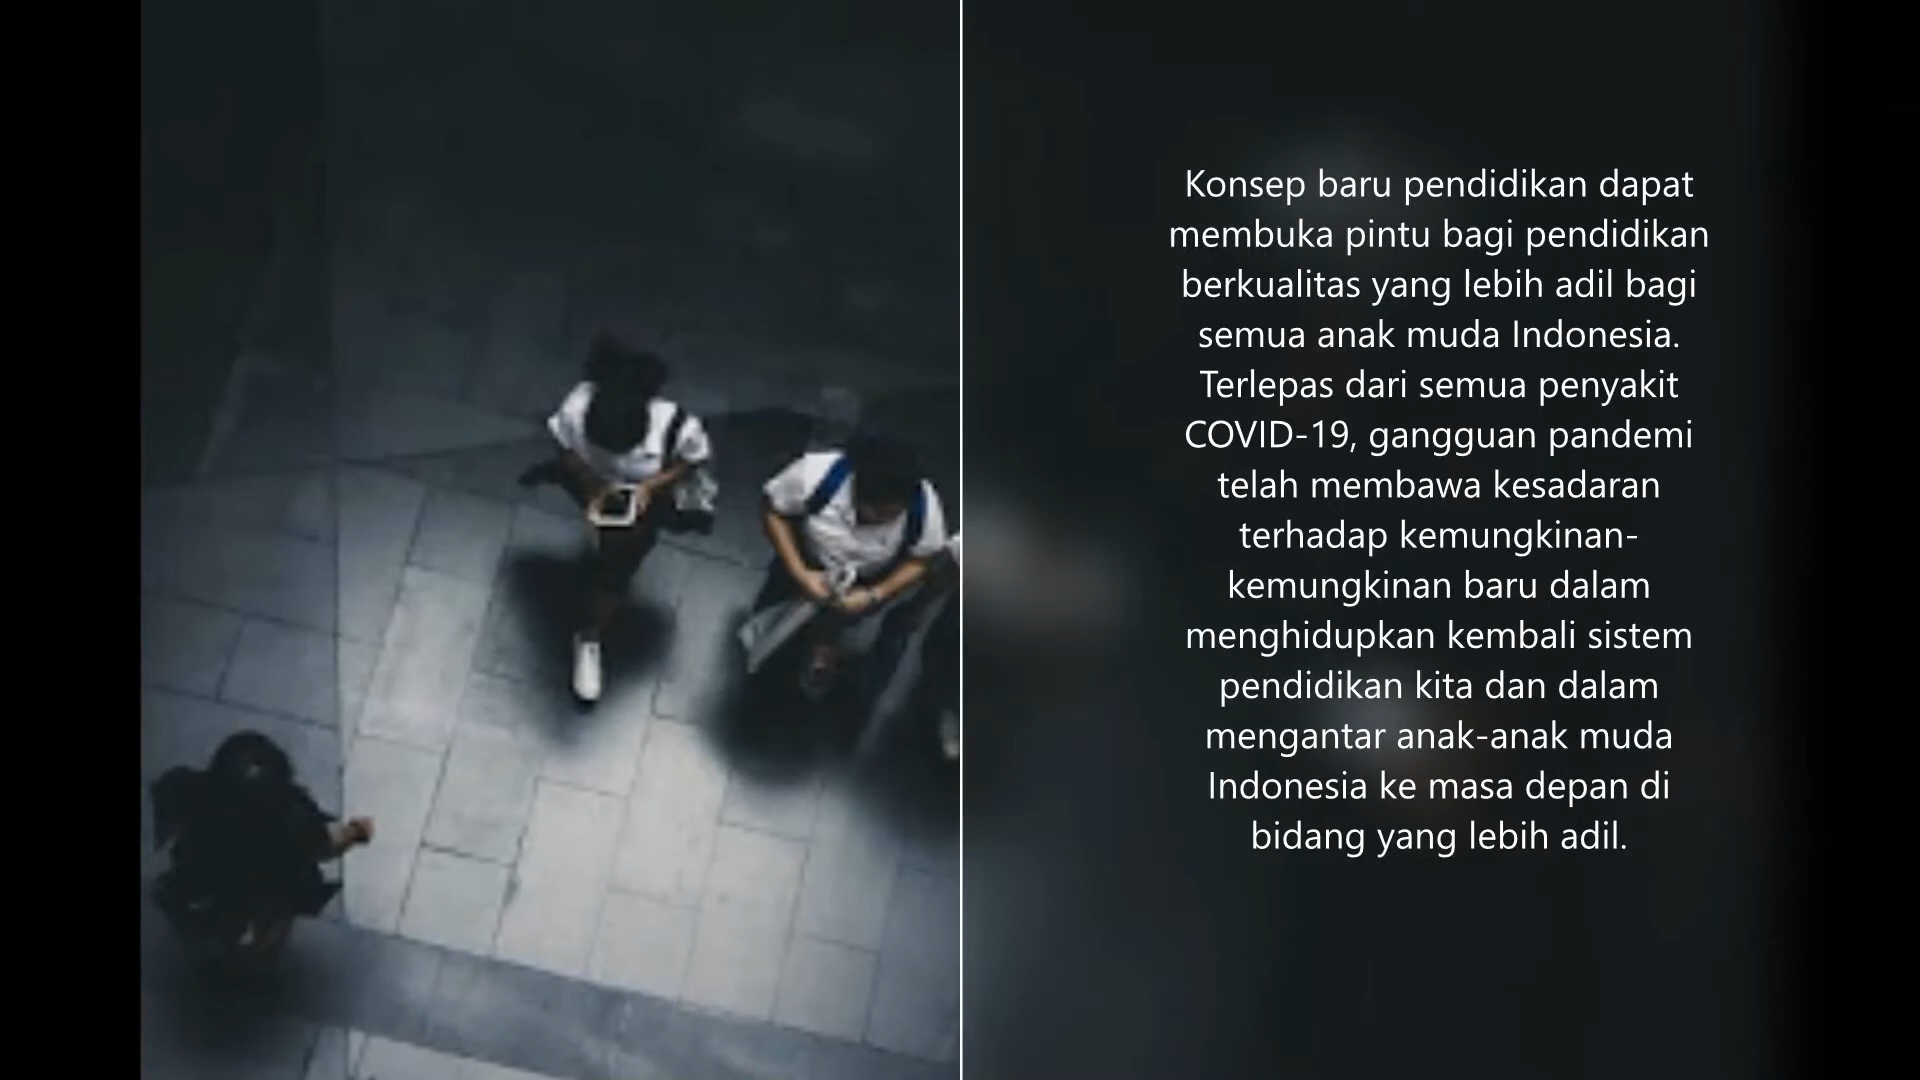 Konsep baru pendidikan dapat
membuka pintu bagi pendidikan
berkualitas yang lebih adil bagi
semua anak muda Indonesia.
Terlepas dari semua penyakit
COVID-19, gangguan pandemi
telah membawa kesadaran
terhadap kemungkinan-
kemungkinan baru dalam
menghidupkan kembali sistem
pendidikan kita dan dalam
mengantar anak-anak muda
Indonesia ke masa depan di
bidang yang lebih adil.